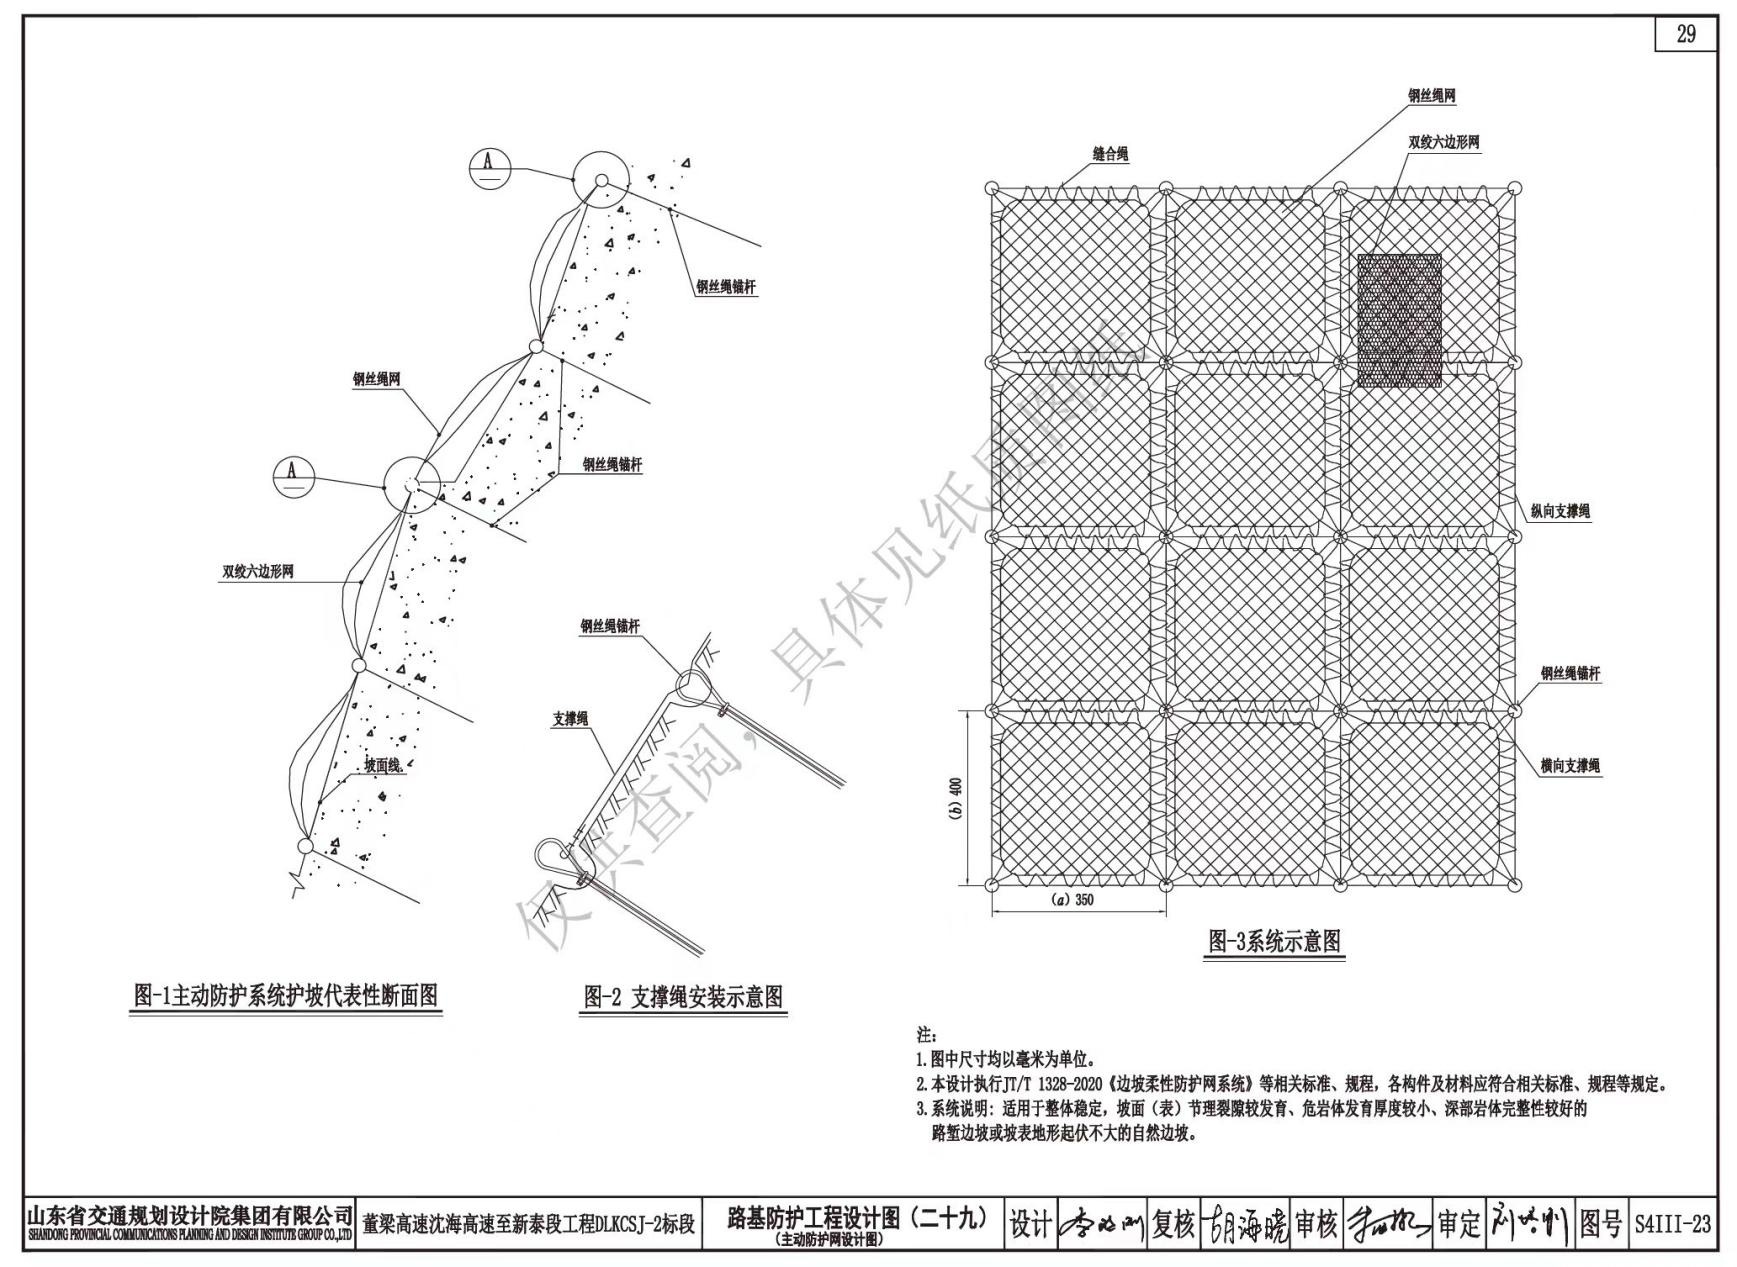 29
A
钢丝绳锚杆
钢丝绳网
钢丝绳锚杆
A
双绞六边形网
坡面线
图-1主动防护系统护坡代表性断面图
钢丝绳锚杆
支撑绳
图-2 支撑绳安装示意图
钢丝绳网
双绞六边形网
缝合绳
纵向支撑绳
钢丝绳锚杆
横向支撑绳
(b) 400
(a) 350
图-3系统示意图
仅供查阅，具体见纸质图纸
注：
1.图中尺寸均以毫米为单位。
2.本设计执行JT/T 1328-2020《边坡柔性防护网系统》等相关标准、规程，各构件及材料应符合相关标准、规程等规定。
3.系统说明：适用于整体稳定，坡面（表）节理裂隙较发育、危岩体发育厚度较小、深部岩体完整性较好的
路堑边坡或坡表地形起伏不大的自然边坡。
山东省交通规划设计院集团有限公司
SHANDONG PROVINCIAL COMMUNICATIONS PLANNING AND DESIGN INSTITUTE GROUP CO.,LTD
董梁高速沈海高速至新泰段工程DLKCSJ-2标段
路基防护工程设计图（二十九）
（主动防护网设计图）
设计
复核 胡海晓
审核
审定
图号 S4III-23